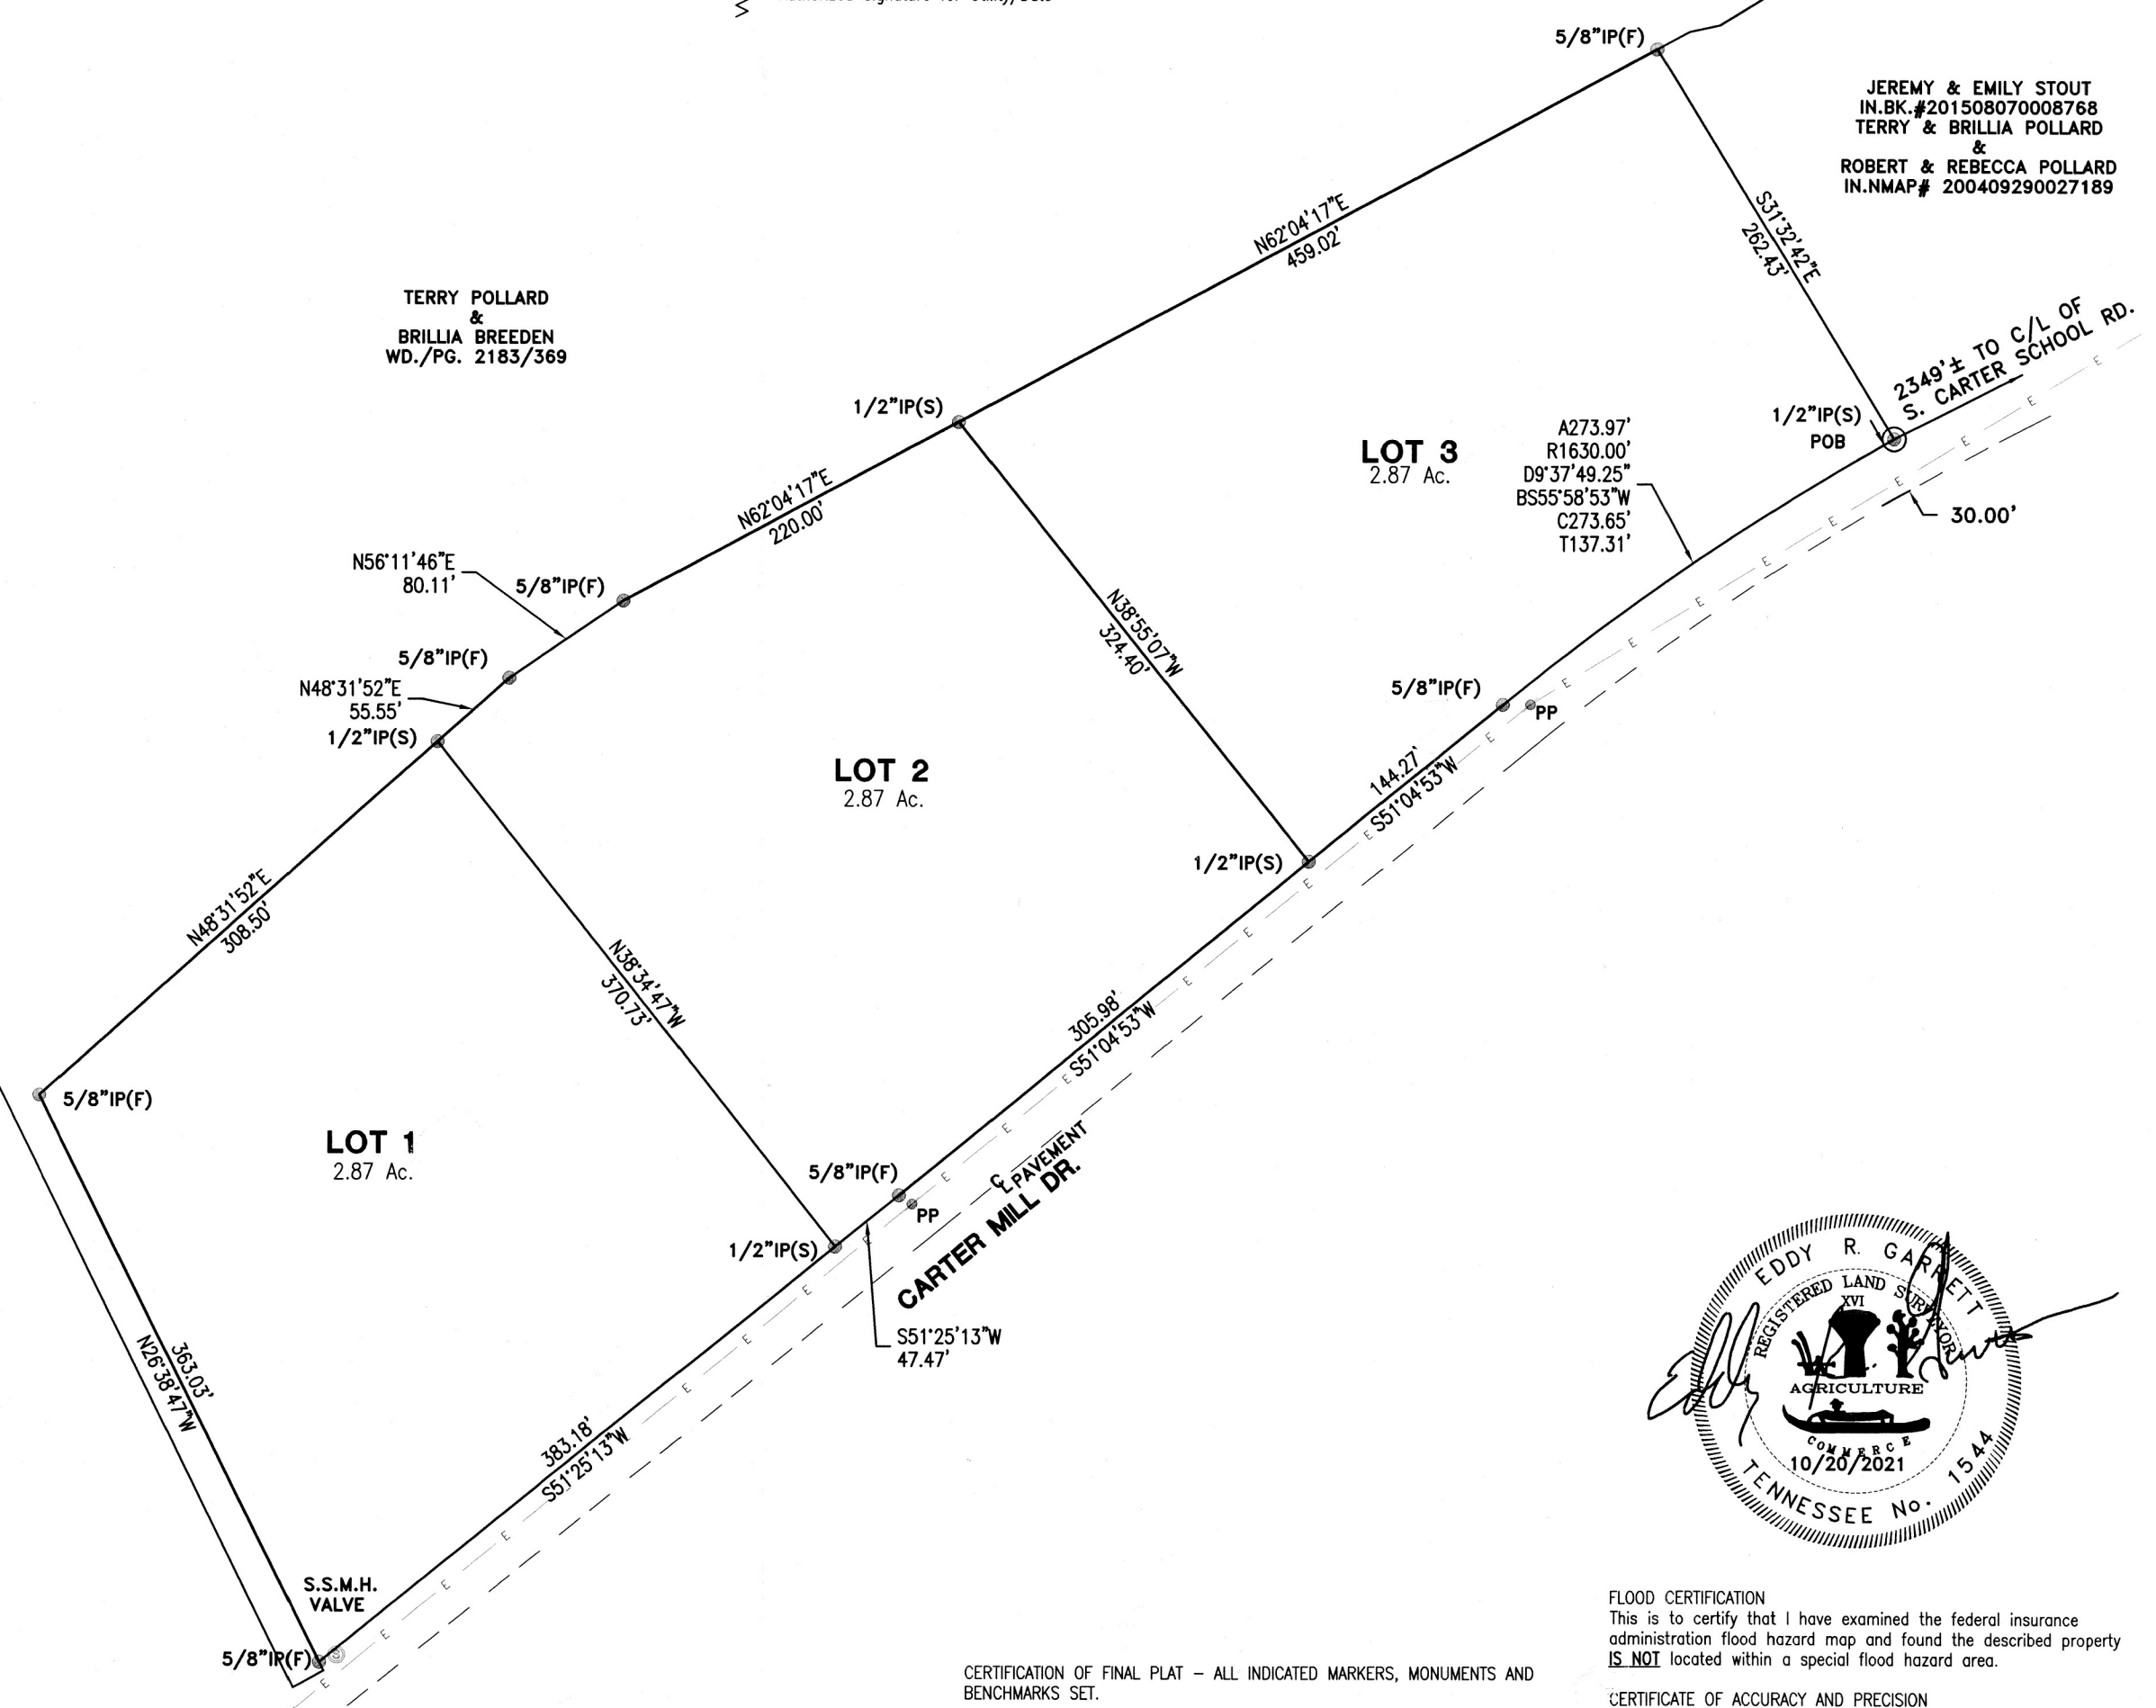 5/8"IP(F)
JEREMY & EMILY STOUT
IN.BK.#201508070008768
TERRY & BRILLIA POLLARD
&
ROBERT & REBECCA POLLARD
IN.NMAP# 200409290027189
N62°04'17"E
459.02'
S31°32'42"E
262.43'
TERRY POLLARD
&
BRILLIA BREEDEN
WD./PG. 2183/369
2349'± TO C/L OF
S. CARTER SCHOOL RD.
1/2"IP(S)
1/2"IP(S)
POB
LOT 3
2.87 Ac.
A273.97'
R1630.00'
D9°37'49.25"
BS55°58'53"W
C273.65'
T137.31'
30.00'
N62°04'17"E
220.00'
N56°11'46"E
80.11'
5/8"IP(F)
5/8"IP(F)
N48°31'52"E
55.55'
1/2"IP(S)
N38°55'07"W
324.40'
5/8"IP(F)
PP
LOT 2
2.87 Ac.
144.27'
S51°04'53"W
1/2"IP(S)
N48°31'52"E
308.50'
N38°34'47"W
370.73'
305.98'
S51°04'53"W
5/8"IP(F)
LOT 1
2.87 Ac.
5/8"IP(F)
PP
CL PAVEMENT
CARTER MILL DR.
1/2"IP(S)
S51°25'13"W
47.47'
363.03'
N26°38'47"W
383.18'
S51°25'13"W
S.S.M.H.
VALVE
5/8"IP(F)
S
E E E E E E E E E E E E E E E E E E E E E E E E E E E E
EDDY R. GARRETT
REGISTERED LAND SURVEYOR
XVI
AGRICULTURE
COMMERCE
10/20/2021
TENNESSEE No. 1544
Eddy Garrett
FLOOD CERTIFICATION
This is to certify that I have examined the federal insurance
administration flood hazard map and found the described property
IS NOT located within a special flood hazard area.
CERTIFICATION OF FINAL PLAT – ALL INDICATED MARKERS, MONUMENTS AND
BENCHMARKS SET.
CERTIFICATE OF ACCURACY AND PRECISION